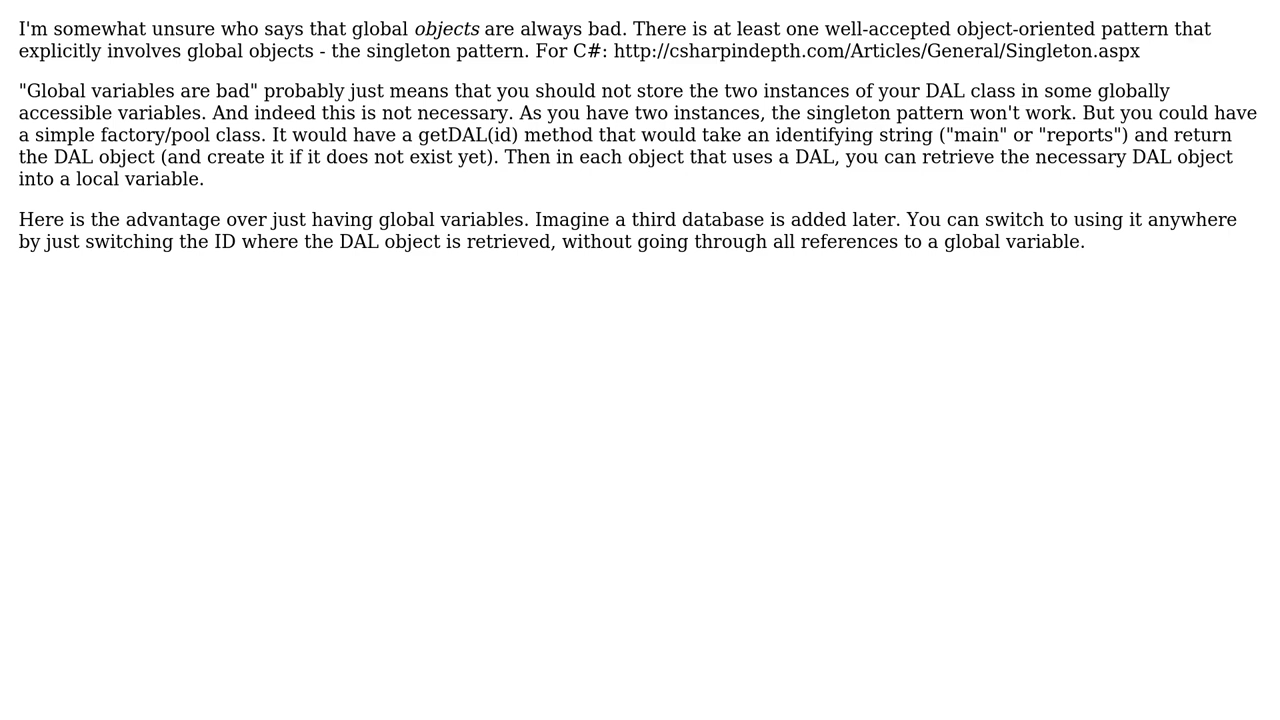 I'm somewhat unsure who says that global objects are always bad. There is at least one well-accepted object-oriented pattern that
explicitly involves global objects - the singleton pattern. For C#: http://csharpindepth.com/Articles/General/Singleton.aspx
"Global variables are bad" probably just means that you should not store the two instances of your DAL class in some globally
accessible variables. And indeed this is not necessary. As you have two instances, the singleton pattern won't work. But you could have
a simple factory/pool class. It would have a getDAL(id) method that would take an identifying string ("main" or "reports") and return
the DAL object (and create it if it does not exist yet). Then in each object that uses a DAL, you can retrieve the necessary DAL object
into a local variable.
Here is the advantage over just having global variables. Imagine a third database is added later. You can switch to using it anywhere
by just switching the ID where the DAL object is retrieved, without going through all references to a global variable.